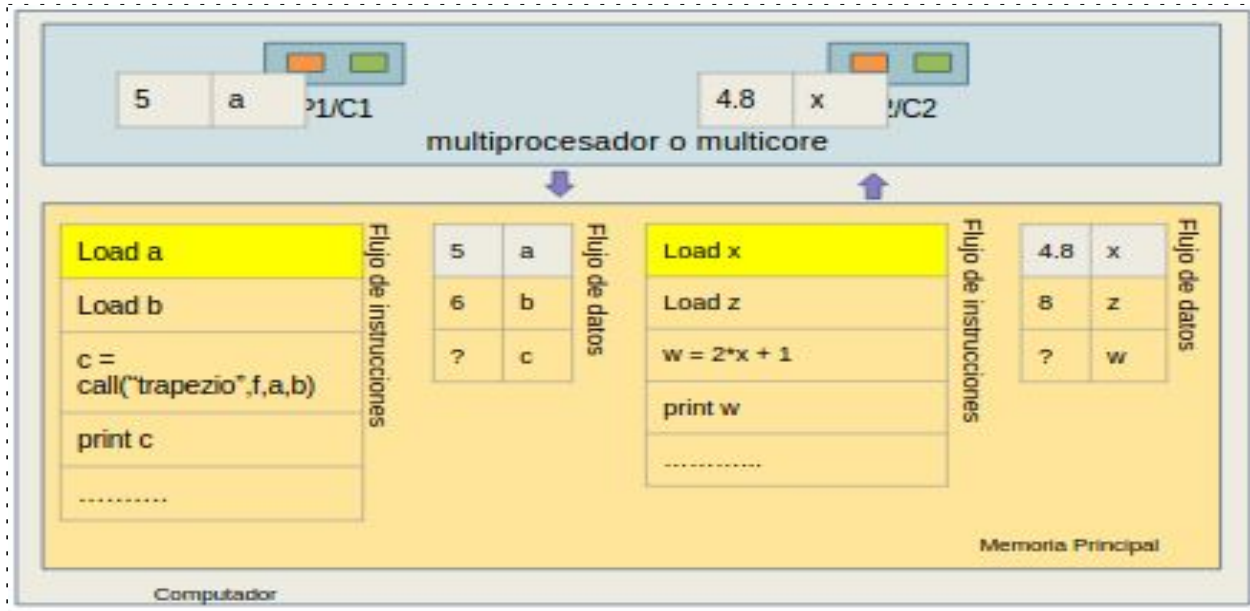 5 a
P1/C1
4.8 x
2/C2
multiprocesador o multicore
Load a
Load b
c =
call("trapezio",f,a,b)
print c
..........
Flujo de instrucciones
5 a
6 b
? c
Flujo de datos
Load x
Load z
w = 2*x + 1
print w
............
Flujo de instrucciones
4.8 x
8 z
? w
Flujo de datos
Memoria Principal
Computador